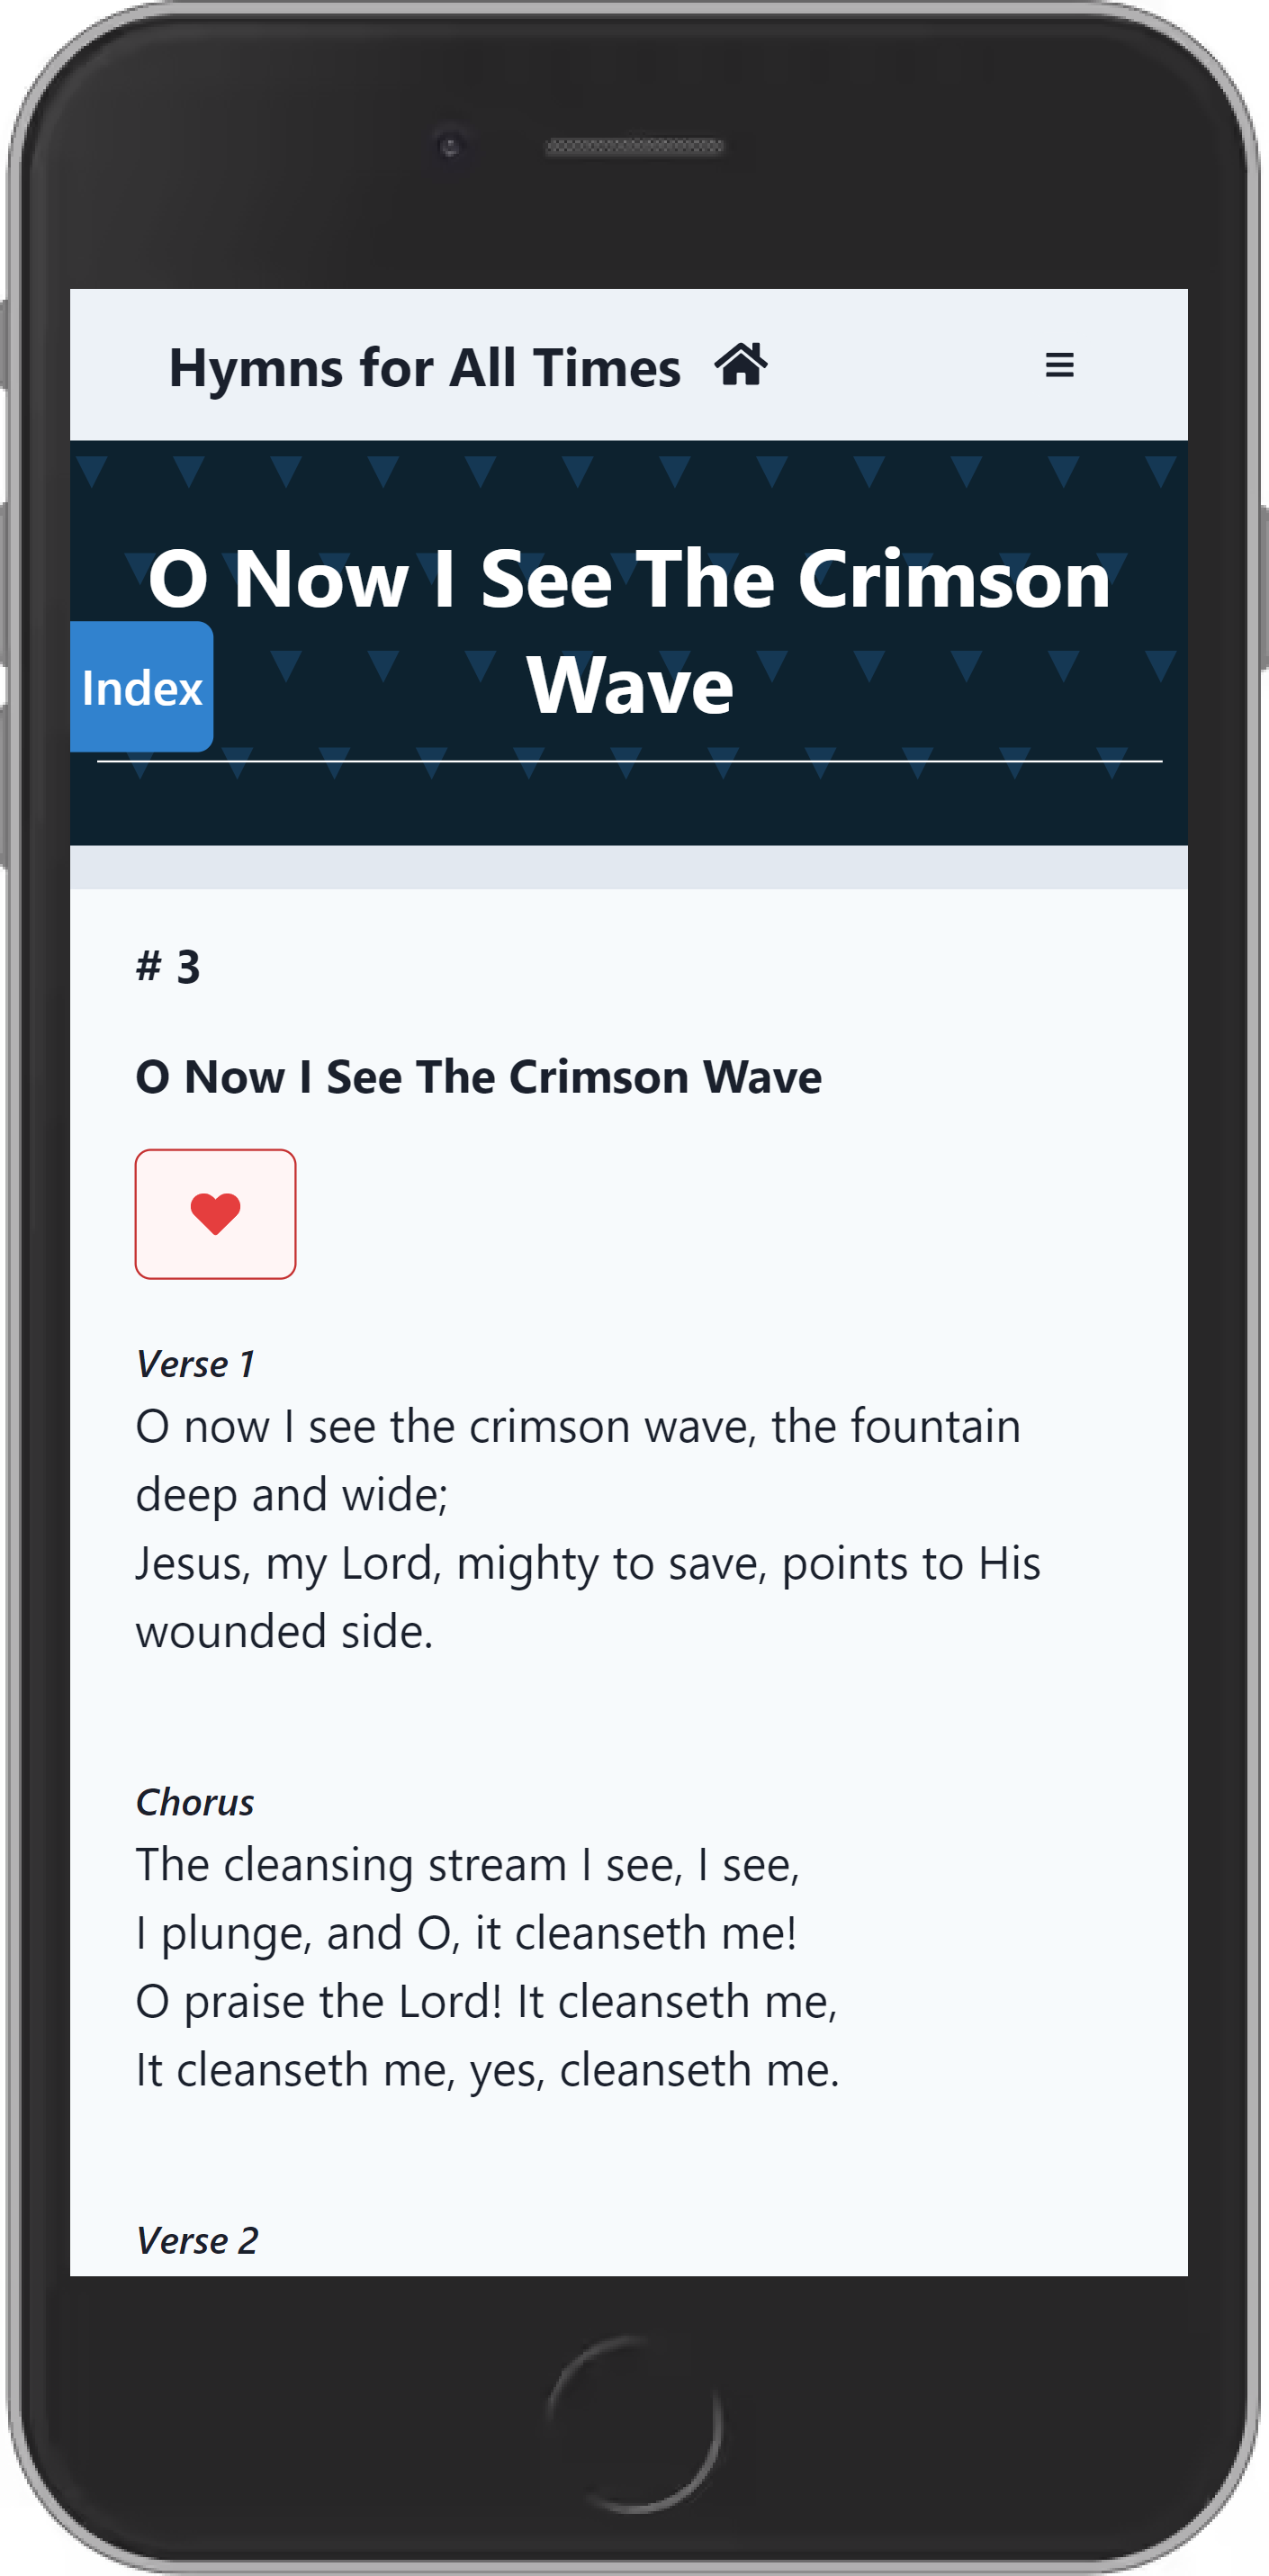 Hymns for All Times
O Now I See The Crimson
Wave
Index
# 3
O Now I See The Crimson Wave
Verse 1
O now I see the crimson wave, the fountain
deep and wide;
Jesus, my Lord, mighty to save, points to His
wounded side.
Chorus
The cleansing stream I see, I see,
I plunge, and O, it cleanseth me!
O praise the Lord! It cleanseth me,
It cleanseth me, yes, cleanseth me.
Verse 2